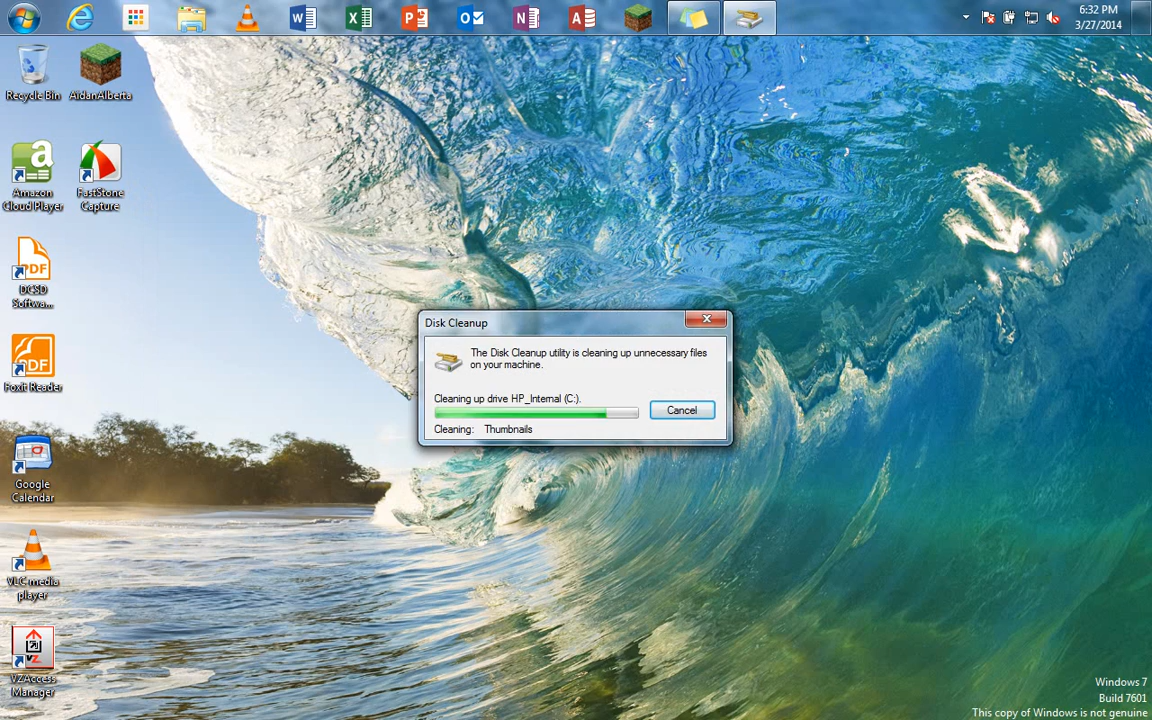 6:32 PM
3/27/2014
Recycle Bin
AidanAlberta
Amazon
Cloud Player
FastStone
Capture
PDF
DCSD
Softwa...
PDF
Foxit Reader
Google
Calendar
VLC media
player
VZ
VZAccess
Manager
Disk Cleanup
The Disk Cleanup utility is cleaning up unnecessary files
on your machine.
Cleaning up drive HP_Internal (C:).
Cancel
Cleaning: Thumbnails
Windows 7
Build 7601
This copy of Windows is not genuine